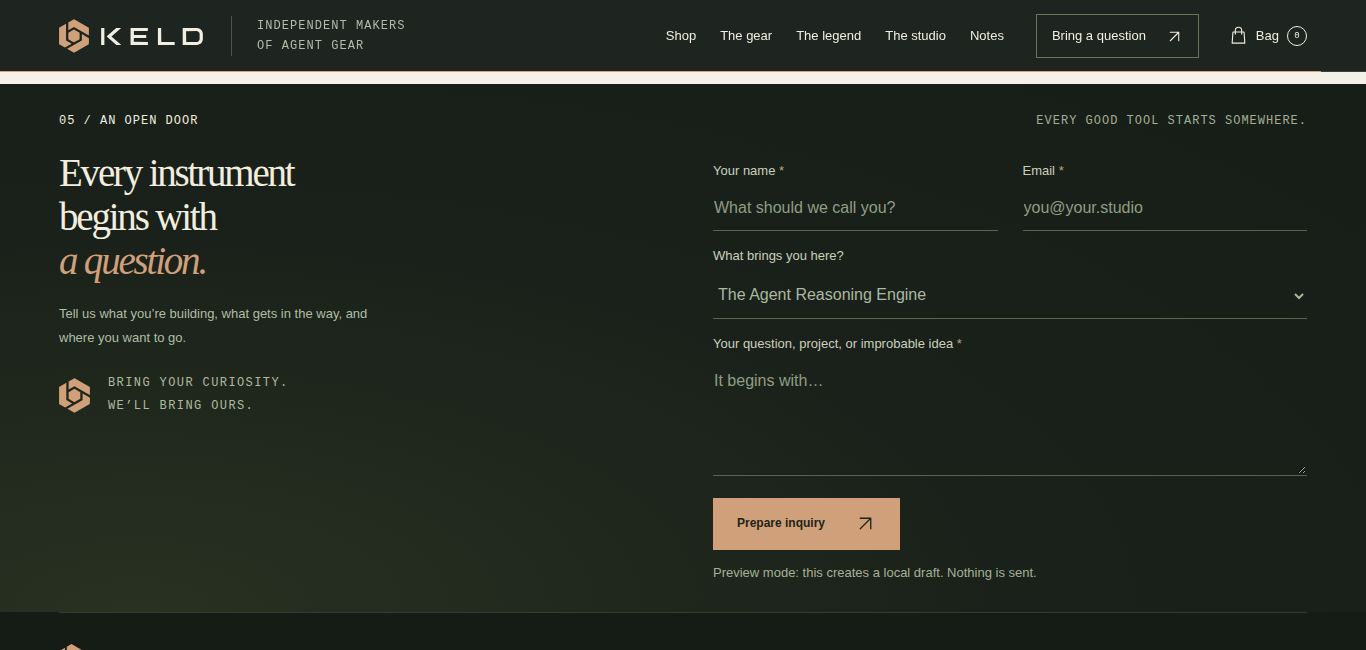 KELD
INDEPENDENT MAKERS
OF AGENT GEAR
Shop
The gear
The legend
The studio
Notes
Bring a question
Bag
0
05 / AN OPEN DOOR
EVERY GOOD TOOL STARTS SOMEWHERE.
Every instrument
begins with
a question.
Tell us what you’re building, what gets in the way, and
where you want to go.
BRING YOUR CURIOSITY.
WE’LL BRING OURS.
Your name *
What should we call you?
Email *
you@your.studio
What brings you here?
The Agent Reasoning Engine
Your question, project, or improbable idea *
It begins with…
Prepare inquiry
Preview mode: this creates a local draft. Nothing is sent.